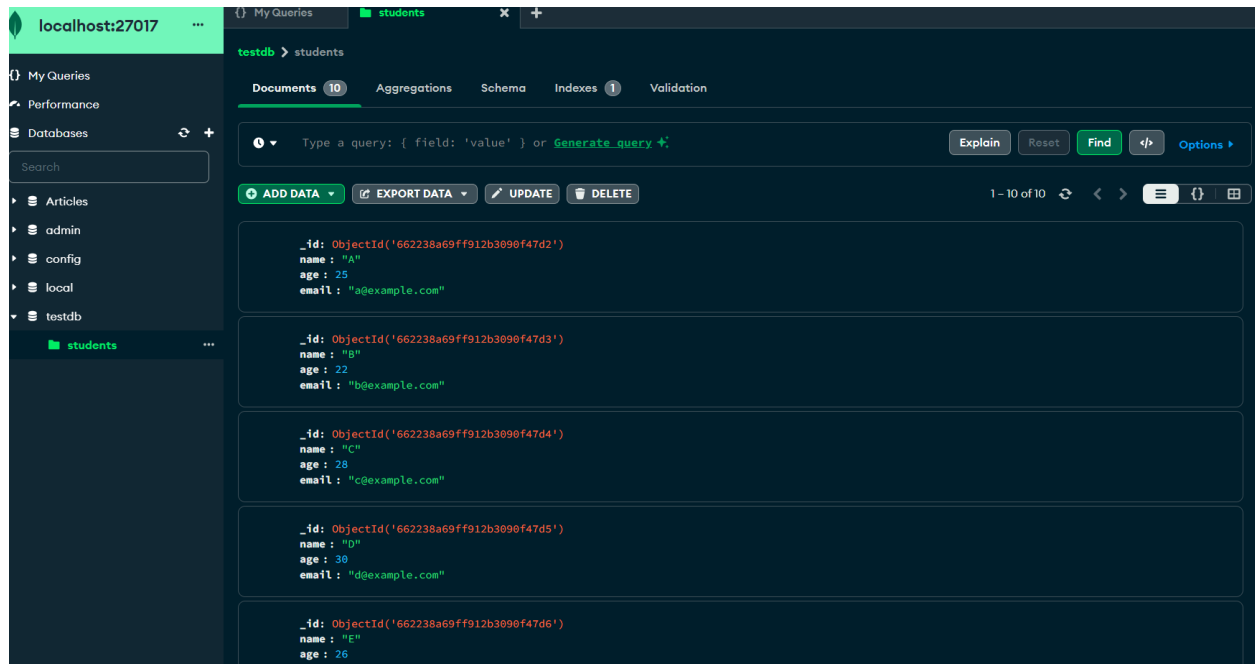 localhost:27017 ...
{} My Queries
Performance
Databases
Search
Articles
admin
config
local
testdb
students ...
{} My Queries
students
testdb > students
Documents 10 Aggregations Schema Indexes 1 Validation
Type a query: { field: 'value' } or Generate query
Explain Reset Find </> Options
ADD DATA EXPORT DATA UPDATE DELETE
1 – 10 of 10 {}
_id: ObjectId('662238a69ff912b3090f47d2')
name : "A"
age : 25
email : "a@example.com"
_id: ObjectId('662238a69ff912b3090f47d3')
name : "B"
age : 22
email : "b@example.com"
_id: ObjectId('662238a69ff912b3090f47d4')
name : "C"
age : 28
email : "c@example.com"
_id: ObjectId('662238a69ff912b3090f47d5')
name : "D"
age : 30
email : "d@example.com"
_id: ObjectId('662238a69ff912b3090f47d6')
name : "E"
age : 26